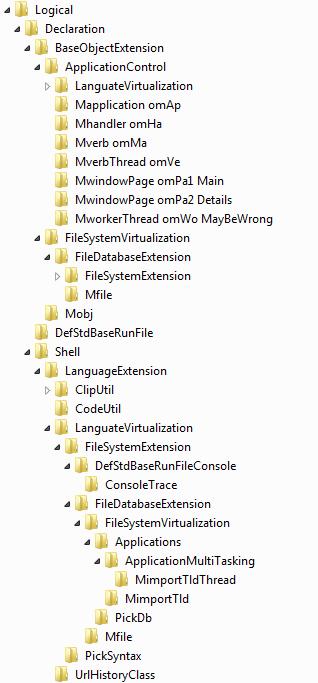 Logical
Declaration
BaseObjectExtension
ApplicationControl
LanguateVirtualization
Mapplication omAp
Mhandler omHa
Mverb omMa
MverbThread omVe
MwindowPage omPa1 Main
MwindowPage omPa2 Details
MworkerThread omWo MayBeWrong
FileSystemVirtualization
FileDatabaseExtension
FileSystemExtension
Mfile
Mobj
DefStdBaseRunFile
Shell
LanguageExtension
ClipUtil
CodeUtil
LanguateVirtualization
FileSystemExtension
DefStdBaseRunFileConsole
ConsoleTrace
FileDatabaseExtension
FileSystemVirtualization
Applications
ApplicationMultiTasking
MimportTldThread
MimportTld
PickDb
Mfile
PickSyntax
UrlHistoryClass